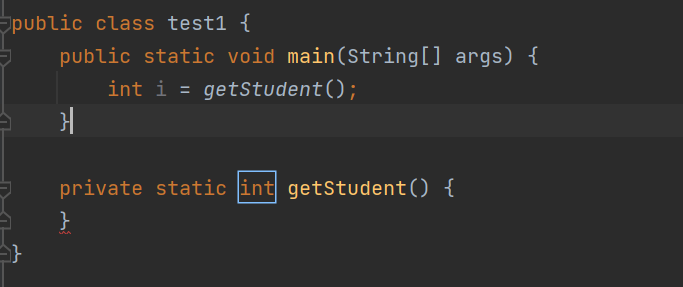 public class test1 {
    public static void main(String[] args) {
        int i = getStudent();
    }
    private static int getStudent() {
    }
}